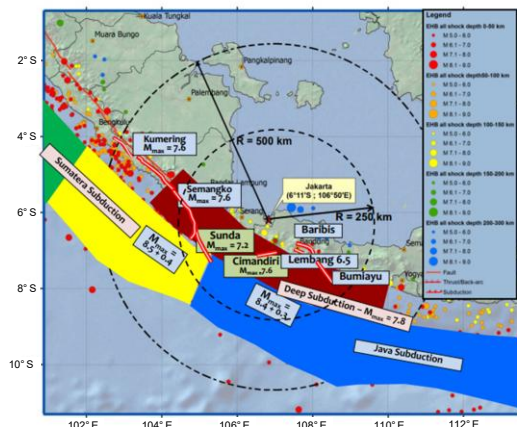 Kuala Tungkal
Muara Bungo
Pangkalpinang
Palembang
Bengkulu
Kumering
Mmax = 7.6
R = 500 km
Semangko
Mmax = 7.6
Bandar Lampung
Serang
Jakarta
(6°11'S ; 106°50'E)
R = 250 km
Baribis
Sunda
Mmax = 7.2
Cimandiri
Mmax = 7.6
Lembang 6.5
Bumiayu
Sumatera Subduction
Mmax =
8.5 + 0.4
Mmax =
8.4 + 0.3
Deep Subduction – Mmax = 7.8
Java Subduction
2°S
4°S
6°S
8°S
10°S
102°E
104°E
106°E
108°E
110°E
112°E
Legend
EHB all shock depth 0-50 km
M 5.0 - 6.0
M 6.1 - 7.0
M 7.1 - 8.0
M 8.1 - 9.0
EHB all shock depth 50-100 km
M 5.0 - 6.0
M 6.1 - 7.0
M 7.1 - 8.0
M 8.1 - 9.0
EHB all shock depth 100-150 km
M 5.0 - 6.0
M 6.1 - 7.0
M 7.1 - 8.0
M 8.1 - 9.0
EHB all shock depth 150-200 km
M 5.0 - 6.0
M 6.1 - 7.0
M 7.1 - 8.0
M 8.1 - 9.0
EHB all shock depth 200-300 km
M 5.0 - 6.0
M 6.1 - 7.0
M 7.1 - 8.0
M 8.1 - 9.0
Fault
Thrust/Back-arc
Subduction